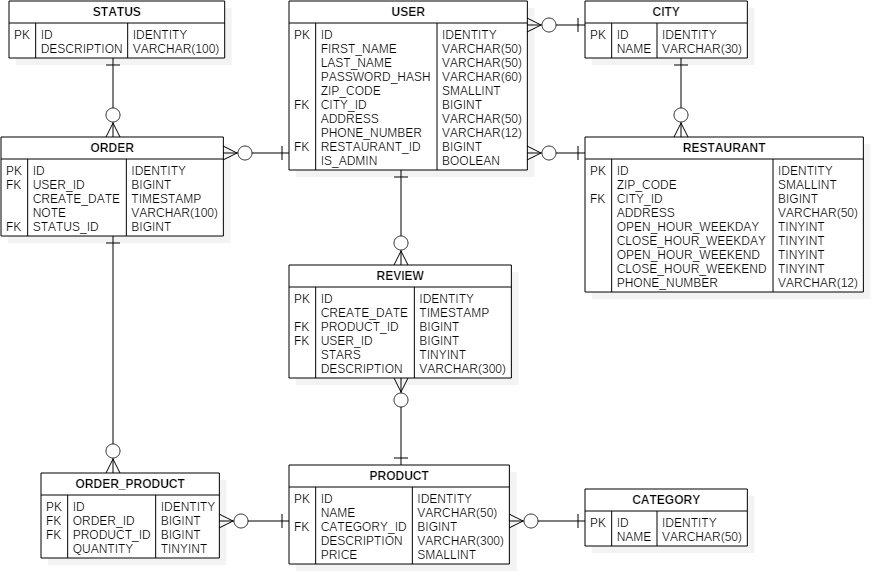 STATUS
PK ID IDENTITY
DESCRIPTION VARCHAR(100)
USER
PK ID IDENTITY
FIRST_NAME VARCHAR(50)
LAST_NAME VARCHAR(50)
PASSWORD_HASH VARCHAR(60)
ZIP_CODE SMALLINT
FK CITY_ID BIGINT
ADDRESS VARCHAR(50)
PHONE_NUMBER VARCHAR(12)
FK RESTAURANT_ID BIGINT
IS_ADMIN BOOLEAN
CITY
PK ID IDENTITY
NAME VARCHAR(30)
ORDER
PK ID IDENTITY
FK USER_ID BIGINT
CREATE_DATE TIMESTAMP
NOTE VARCHAR(100)
FK STATUS_ID BIGINT
RESTAURANT
PK ID IDENTITY
ZIP_CODE SMALLINT
FK CITY_ID BIGINT
ADDRESS VARCHAR(50)
OPEN_HOUR_WEEKDAY TINYINT
CLOSE_HOUR_WEEKDAY TINYINT
OPEN_HOUR_WEEKEND TINYINT
CLOSE_HOUR_WEEKEND TINYINT
PHONE_NUMBER VARCHAR(12)
REVIEW
PK ID IDENTITY
CREATE_DATE TIMESTAMP
FK PRODUCT_ID BIGINT
FK USER_ID BIGINT
STARS TINYINT
DESCRIPTION VARCHAR(300)
ORDER_PRODUCT
PK ID IDENTITY
FK ORDER_ID BIGINT
FK PRODUCT_ID BIGINT
QUANTITY TINYINT
PRODUCT
PK ID IDENTITY
NAME VARCHAR(50)
FK CATEGORY_ID BIGINT
DESCRIPTION VARCHAR(300)
PRICE SMALLINT
CATEGORY
PK ID IDENTITY
NAME VARCHAR(50)